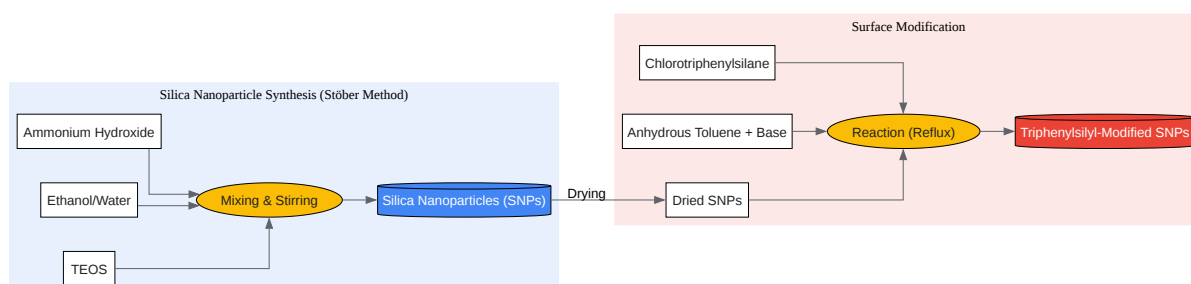 Surface Modification
Chlorotriphenylsilane
Silica Nanoparticle Synthesis (Stöber Method)
Ammonium Hydroxide
Anhydrous Toluene + Base
Reaction (Reflux)
Triphenylsilyl-Modified SNPs
Ethanol/Water
Mixing & Stirring
Silica Nanoparticles (SNPs)
Drying
Dried SNPs
TEOS